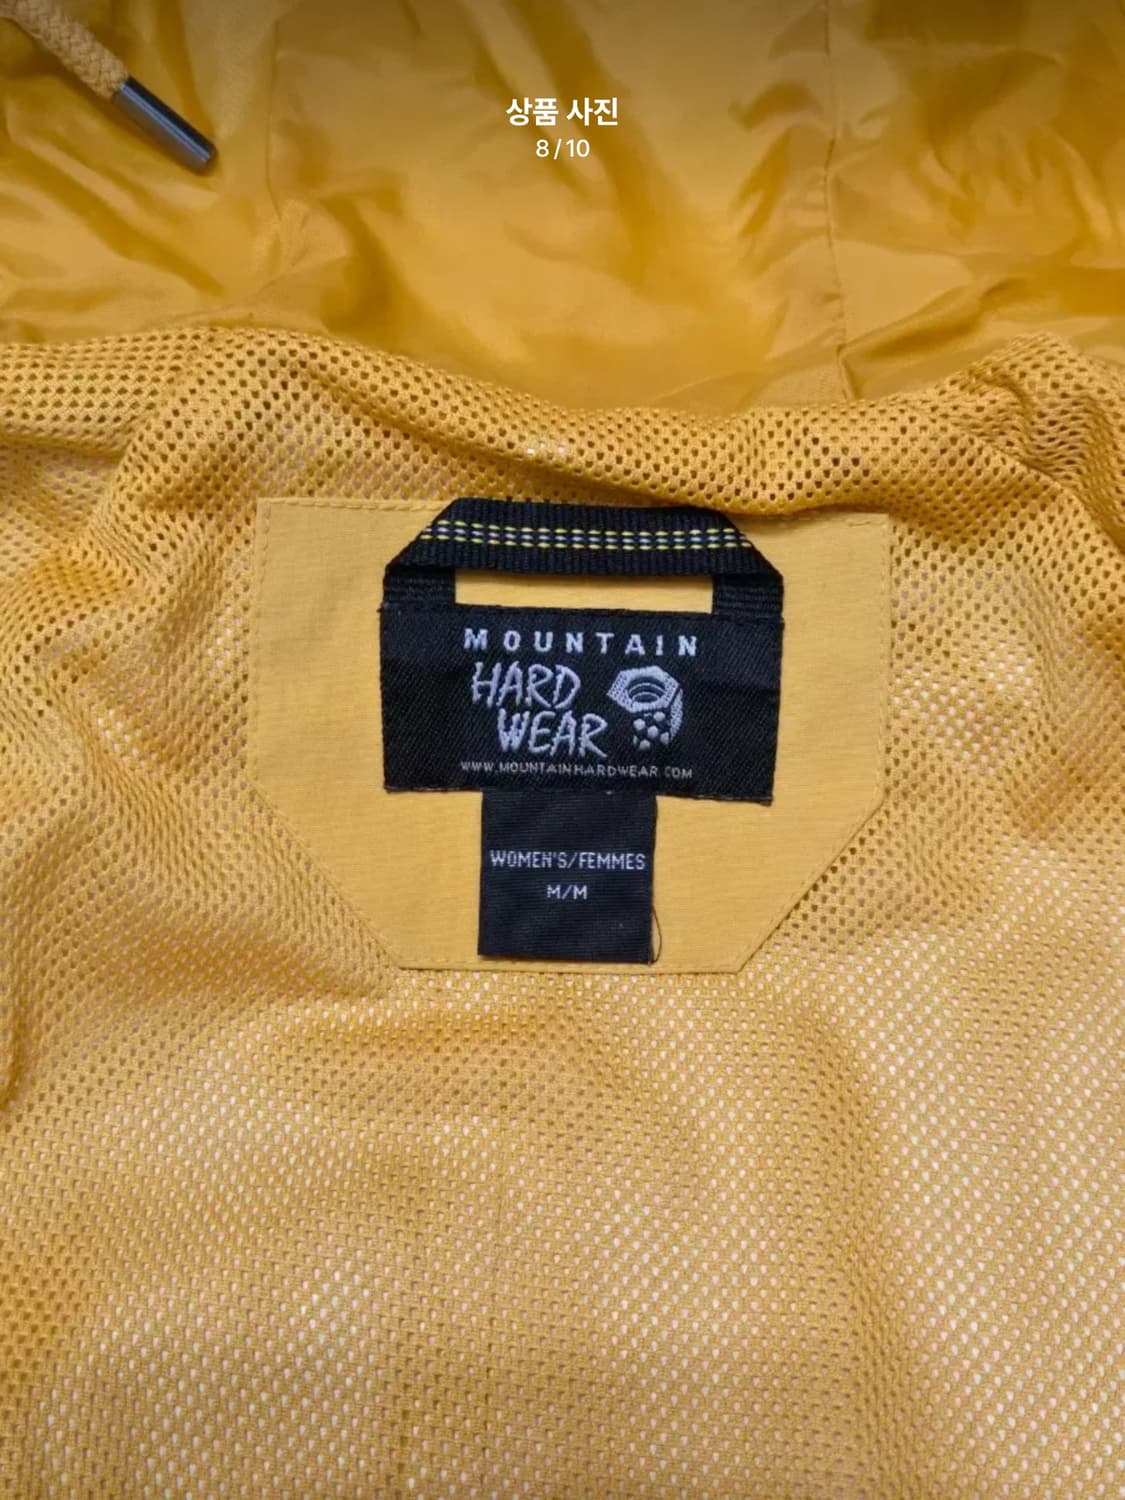 상품 사진
8/10
MOUNTAIN
HARD
WEAR
WWW.MOUNTAINHARDWEAR.COM
WOMEN'S/FEMMES
M/M